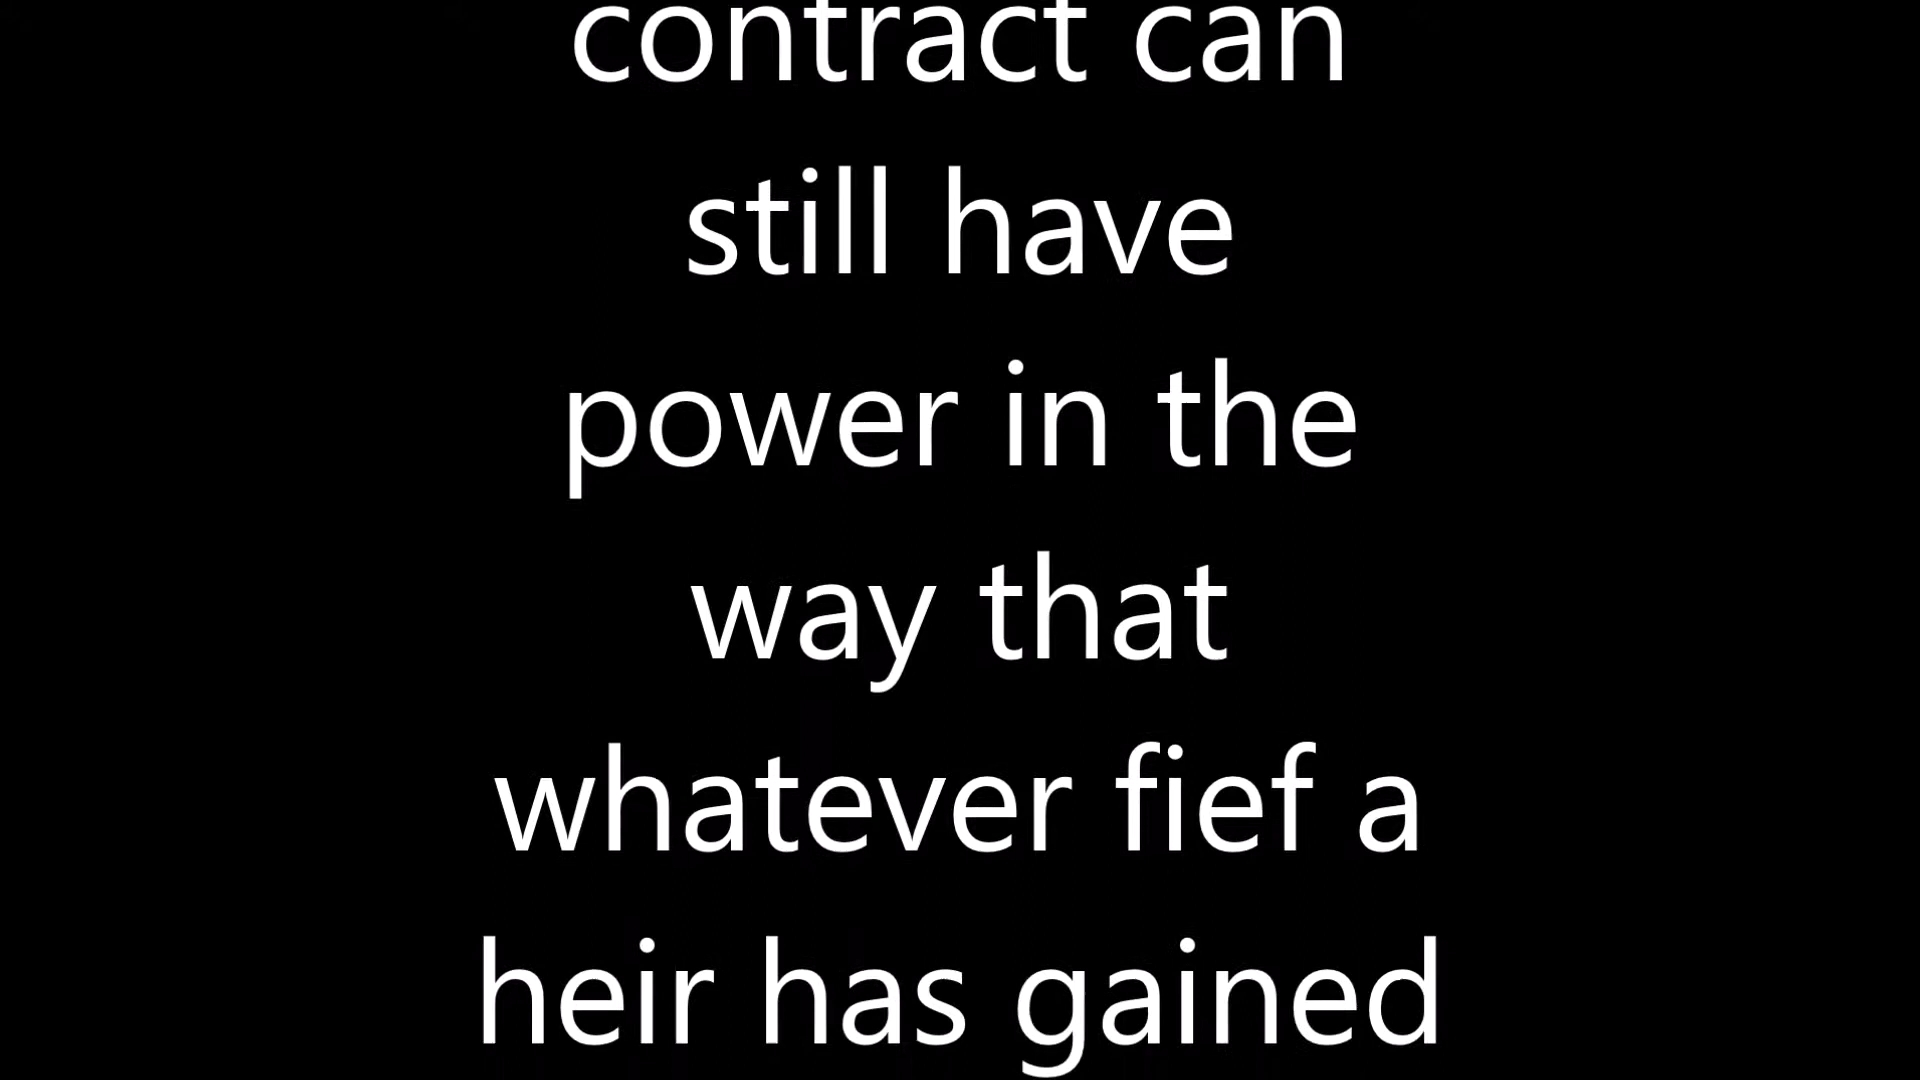 contract can
still have
power in the
way that
whatever fief a
heir has gained